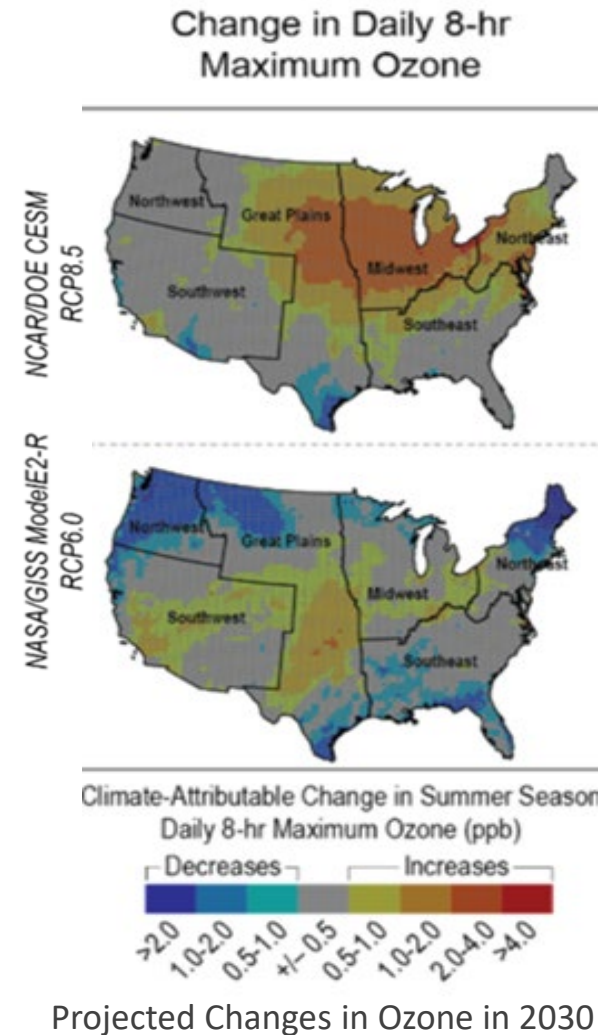 Change in Daily 8-hr
Maximum Ozone
NCAR/DOE CESM
RCP8.5
Northwest
Great Plains
Northeast
Midwest
Southwest
Southeast
NASA/GISS ModelE2-R
RCP6.0
Northwest
Great Plains
Northeast
Midwest
Southwest
Southeast
Climate-Attributable Change in Summer Season
Daily 8-hr Maximum Ozone (ppb)
Decreases Increases
>2.0 1.0-2.0 0.5-1.0 +/– 0.5 0.5-1.0 1.0-2.0 2.0-4.0 >4.0
Projected Changes in Ozone in 2030